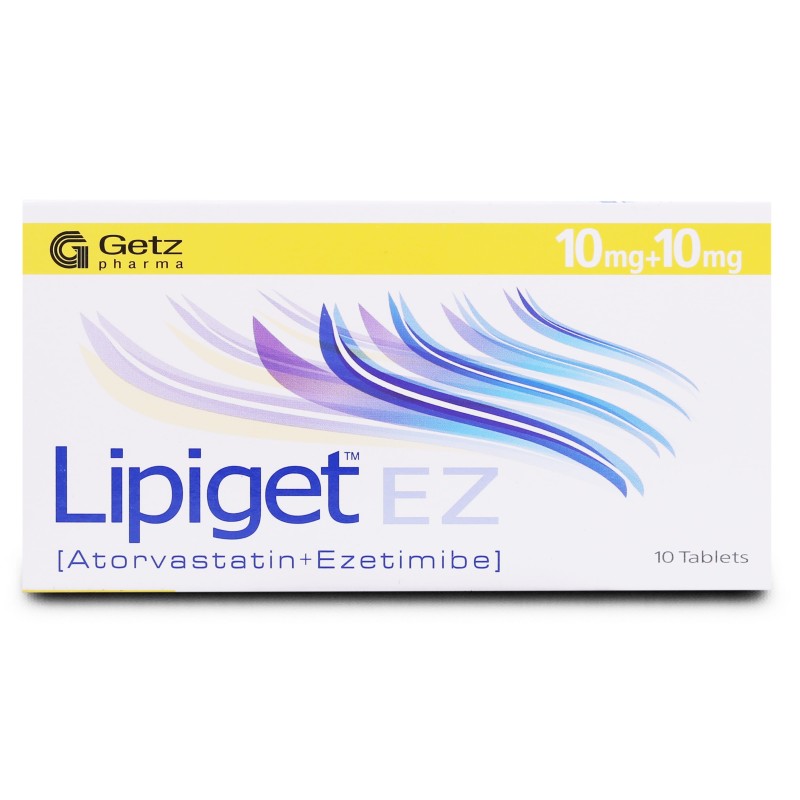 Getz
pharma
10mg+10mg
Lipiget™ EZ
[Atorvastatin+Ezetimibe]
10 Tablets